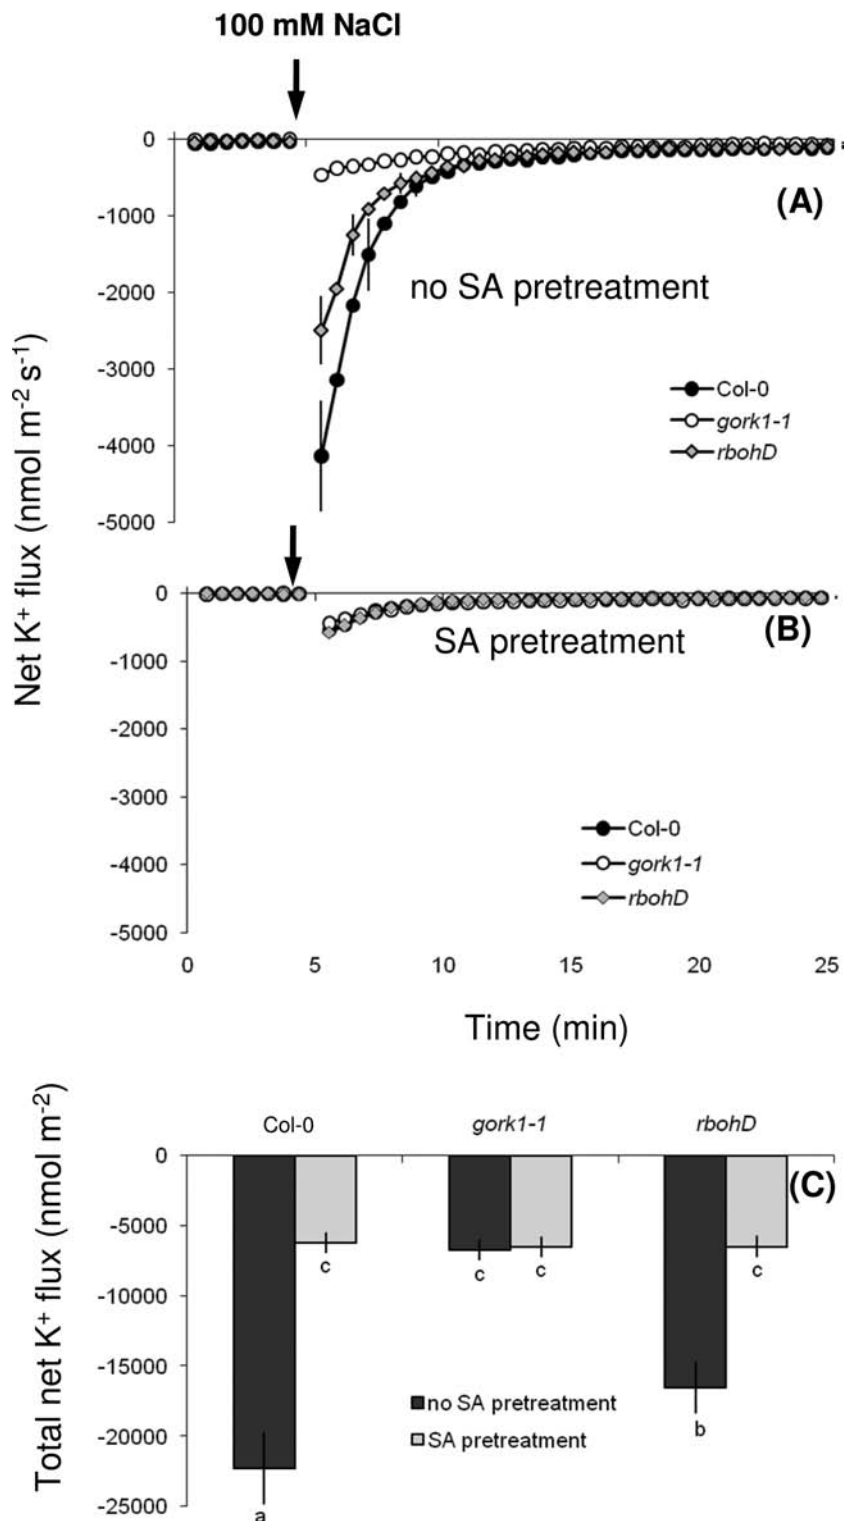 100 mM NaCl
0
-1000
-2000
-3000
-4000
-5000
(A)
no SA pretreatment
Col-0
gork1-1
rbohD
Net K⁺ flux (nmol m⁻² s⁻¹)
0
-1000
-2000
-3000
-4000
-5000
(B)
SA pretreatment
Col-0
gork1-1
rbohD
0 5 10 15 20 25
Time (min)
Total net K⁺ flux (nmol m⁻²)
Col-0 gork1-1 rbohD
0
-5000
-10000
-15000
-20000
-25000
(C)
c c c c
b
a
no SA pretreatment
SA pretreatment